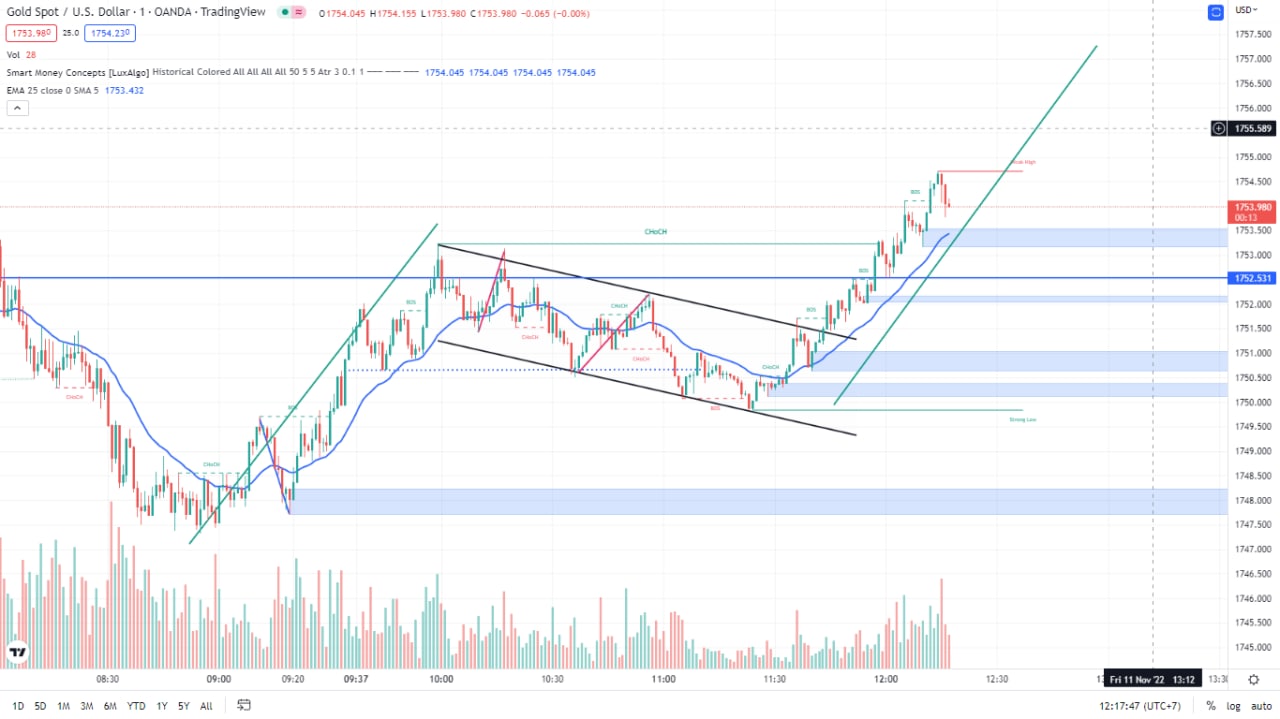 Gold Spot / U.S. Dollar · 1 · OANDA · TradingView
O1754.045 H1754.155 L1753.980 C1753.980 −0.065 (−0.00%)
USD
1753.980 25.0 1754.230
Vol 28
Smart Money Concepts [LuxAlgo] Historical Colored All All All All 50 5 5 Atr 3 0.1 1 1754.045 1754.045 1754.045 1754.045
EMA 25 close 0 SMA 5 1753.432
1757.500
1757.000
1756.500
1756.000
1755.589
1755.000
1754.500
1753.980
00:13
1753.500
1753.000
1752.531
1752.000
1751.500
1751.000
1750.500
1750.000
1749.500
1749.000
1748.500
1748.000
1747.500
1747.000
1746.500
1746.000
1745.500
1745.000
BOS
CHoCH
BOS
BOS
BOS
CHoCH
CHoCH
CHoCH
CHoCH
CHoCH
BOS
BOS
CHoCH
Strong Low
08:30 09:00 09:20 09:37 10:00 10:30 11:00 11:30 12:00 12:30 Fri 11 Nov '22 13:12 13:30
1D 5D 1M 3M 6M YTD 1Y 5Y All
12:17:47 (UTC+7) % log auto